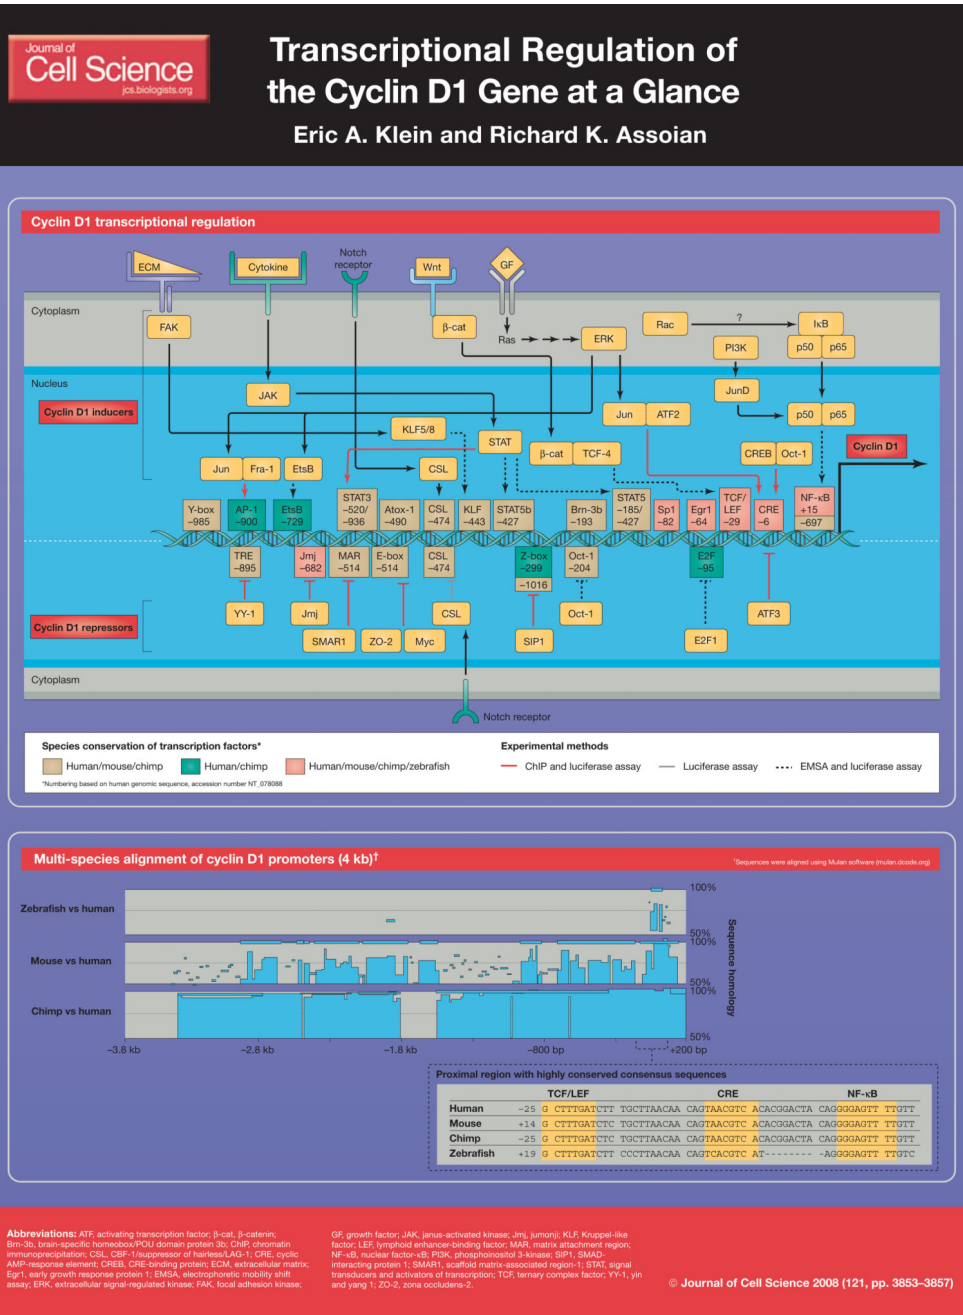 Journal of
Cell Science
jcs.biologists.org
Transcriptional Regulation of
the Cyclin D1 Gene at a Glance
Eric A. Klein and Richard K. Assoian
Cyclin D1 transcriptional regulation
ECM
Cytokine
Notch
receptor
Wnt
GF
Cytoplasm
FAK
β-cat
Ras
ERK
Rac
?
IκB
p50 p65
PI3K
Nucleus
JAK
JunD
Cyclin D1 inducers
KLF5/8
STAT
Jun ATF2
p50 p65
Cyclin D1
Jun Fra-1 EtsB
CSL
β-cat TCF-4
CREB Oct-1
Y-box
−985
AP-1
−900
EtsB
−729
STAT3
−520/
−936
Atox-1
−490
CSL
−474
KLF
−443
STAT5b
−427
Brn-3b
−193
STAT5
−185/
−427
Sp1
−82
Egr1
−64
TCF/
LEF
−29
CRE
−6
NF-κB
+15
−697
TRE
−895
Jmj
−682
MAR
−514
E-box
−514
CSL
−474
Z-box
−299
−1016
Oct-1
−204
E2F
−95
Cyclin D1 repressors
YY-1
Jmj
SMAR1
ZO-2
Myc
CSL
SIP1
Oct-1
E2F1
ATF3
Cytoplasm
Notch receptor
Species conservation of transcription factors*
Human/mouse/chimp
Human/chimp
Human/mouse/chimp/zebrafish
*Numbering based on human genomic sequence, accession number NT_078088
Experimental methods
ChIP and luciferase assay
Luciferase assay
EMSA and luciferase assay
Multi-species alignment of cyclin D1 promoters (4 kb)†
†Sequences were aligned using Mulan software (mulan.dcode.org)
Zebrafish vs human
100%
50%
Mouse vs human
100%
50%
Chimp vs human
100%
50%
Sequence homology
−3.8 kb −2.8 kb −1.8 kb −800 bp +200 bp
Proximal region with highly conserved consensus sequences
TCF/LEF CRE NF-κB
Human −25 G CTTTGATCTT TGCTTAACAA CAGTAACGTC ACACGGACTA CAGGGGAGTT TTGTT
Mouse +14 G CTTTGATCTC TGCTTAACAA CAGTAACGTC ACACGGACTA CAGGGGAGTT TTGTT
Chimp −25 G CTTTGATCTC TGCTTAACAA CAGTAACGTC ACACGGACTA CAGGGGAGTT TTGTT
Zebrafish +19 G CTTTGATCTT CCCTTAACAA CAGTCACGTC AT-------- -AGGGGAGTT TTGTC
Abbreviations: ATF, activating transcription factor; β-cat, β-catenin;
Brn-3b, brain-specific homeobox/POU domain protein 3b; ChIP, chromatin
immunoprecipitation; CSL, CBF-1/suppressor of hairless/LAG-1; CRE, cyclic
AMP-response element; CREB, CRE-binding protein; ECM, extracellular matrix;
Egr1, early growth response protein 1; EMSA, electrophoretic mobility shift
assay; ERK, extracellular signal-regulated kinase; FAK, focal adhesion kinase;
GF, growth factor; JAK, janus-activated kinase; Jmj, jumonji; KLF, Kruppel-like
factor; LEF, lymphoid enhancer-binding factor; MAR, matrix attachment region;
NF-κB, nuclear factor-κB; PI3K, phosphoinositol 3-kinase; SIP1, SMAD-
interacting protein 1; SMAR1, scaffold matrix-associated region-1; STAT, signal
transducers and activators of transcription; TCF, ternary complex factor; YY-1, yin
and yang 1; ZO-2, zona occludens-2.
© Journal of Cell Science 2008 (121, pp. 3853–3857)